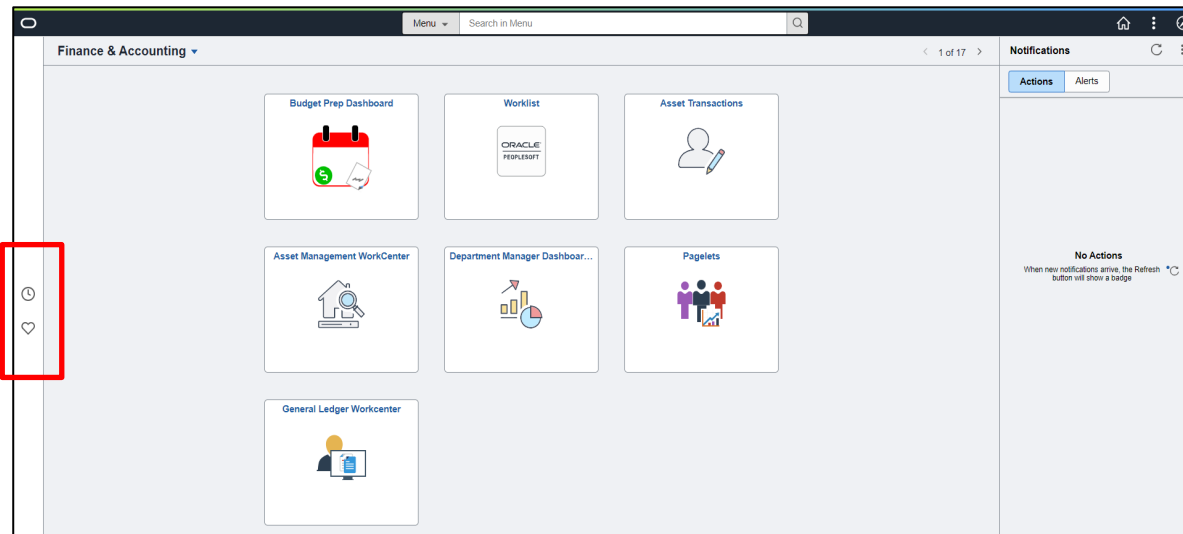 Menu
Search in Menu
Finance & Accounting
1 of 17
Notifications
Actions
Alerts
Budget Prep Dashboard
Worklist
Asset Transactions
ORACLE
PEOPLESOFT
Asset Management WorkCenter
Department Manager Dashboar...
Pagelets
No Actions
When new notifications arrive, the Refresh
button will show a badge
General Ledger Workcenter